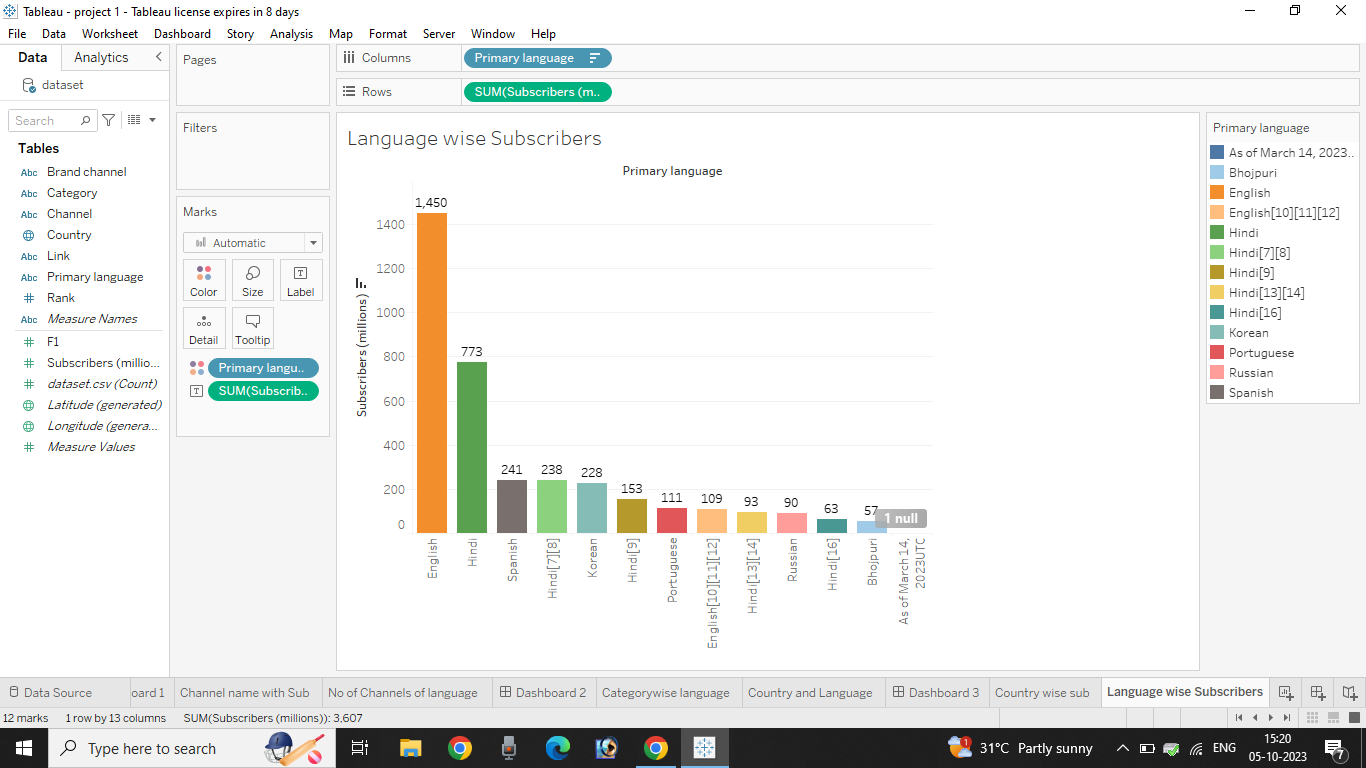 Tableau - project 1 - Tableau license expires in 8 days
File Data Worksheet Dashboard Story Analysis Map Format Server Window Help
Data Analytics
dataset
Search
Tables
Abc Brand channel
Abc Category
Abc Channel
Country
Abc Link
Abc Primary language
# Rank
Abc Measure Names
# F1
# Subscribers (millio...
# dataset.csv (Count)
Latitude (generated)
Longitude (genera...
# Measure Values
Pages
Filters
Marks
Automatic
Color Size Label
Detail Tooltip
Primary langu..
SUM(Subscrib..
Columns Primary language
Rows SUM(Subscribers (m..
Language wise Subscribers
Primary language
Subscribers (millions)
1400
1200
1000
800
600
400
200
0
1,450
773
241
238
228
153
111
109
93
90
63
57
1 null
English
Hindi
Spanish
Hindi[7][8]
Korean
Hindi[9]
Portuguese
English[10][11][12]
Hindi[13][14]
Russian
Hindi[16]
Bhojpuri
As of March 14,
2023UTC
Primary language
As of March 14, 2023..
Bhojpuri
English
English[10][11][12]
Hindi
Hindi[7][8]
Hindi[9]
Hindi[13][14]
Hindi[16]
Korean
Portuguese
Russian
Spanish
Data Source oard 1 Channel name with Sub No of Channels of language Dashboard 2 Categorywise language Country and Language Dashboard 3 Country wise sub Language wise Subscribers
12 marks 1 row by 13 columns SUM(Subscribers (millions)): 3,607
Type here to search
1
31°C Partly sunny
ENG
15:20
05-10-2023
7